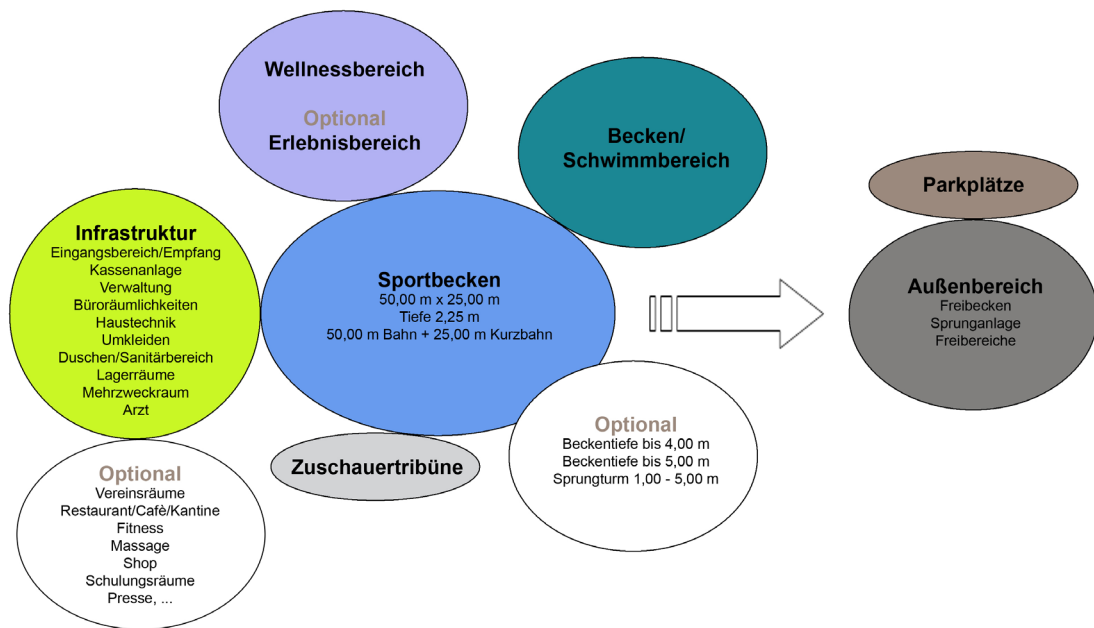 Wellnessbereich
Optional
Erlebnisbereich
Becken/
Schwimmbereich
Parkplätze
Infrastruktur
Eingangsbereich/Empfang
Kassenanlage
Verwaltung
Büroräumlichkeiten
Haustechnik
Umkleiden
Duschen/Sanitärbereich
Lagerräume
Mehrzweckraum
Arzt
Sportbecken
50,00 m x 25,00 m
Tiefe 2,25 m
50,00 m Bahn + 25,00 m Kurzbahn
Außenbereich
Freibecken
Sprunganlage
Freibereiche
Optional
Beckentiefe bis 4,00 m
Beckentiefe bis 5,00 m
Sprungturm 1,00 - 5,00 m
Zuschauertribüne
Optional
Vereinsräume
Restaurant/Cafè/Kantine
Fitness
Massage
Shop
Schulungsräume
Presse, ...